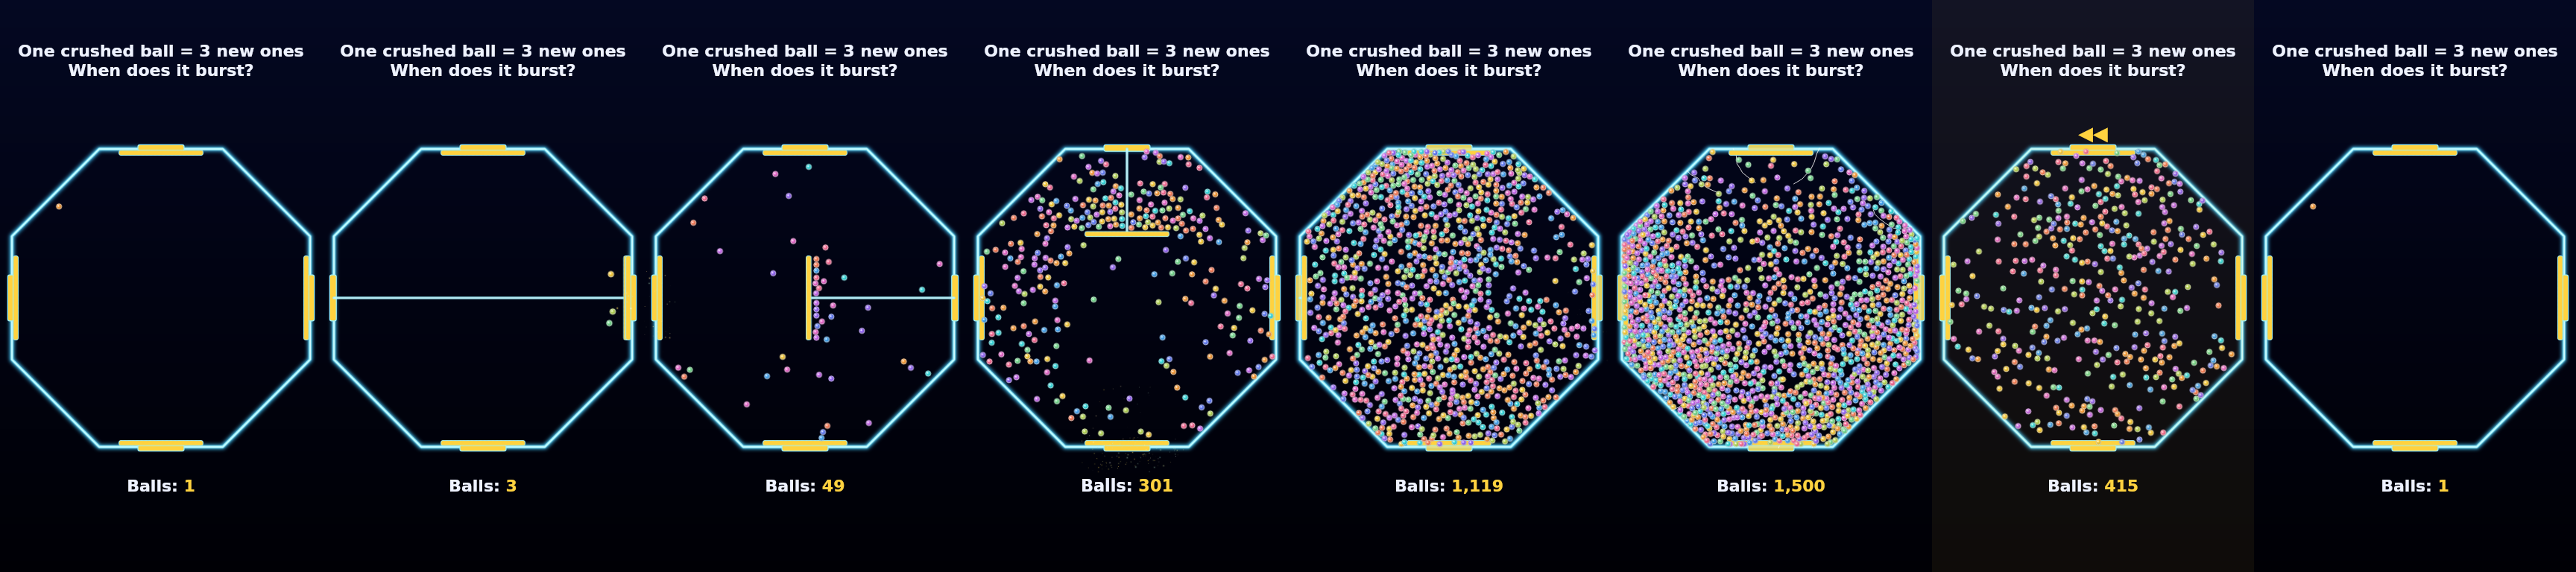 One crushed ball = 3 new ones
When does it burst?
Balls: 1
One crushed ball = 3 new ones
When does it burst?
Balls: 3
One crushed ball = 3 new ones
When does it burst?
Balls: 49
One crushed ball = 3 new ones
When does it burst?
Balls: 301
One crushed ball = 3 new ones
When does it burst?
Balls: 1,119
One crushed ball = 3 new ones
When does it burst?
Balls: 1,500
One crushed ball = 3 new ones
When does it burst?
Balls: 415
One crushed ball = 3 new ones
When does it burst?
Balls: 1